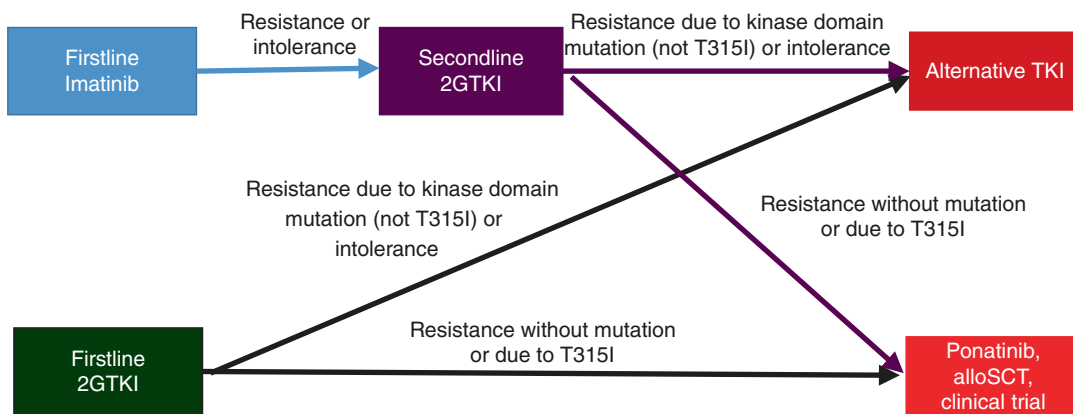 Firstline
Imatinib
Resistance or
intolerance
Secondline
2GTKI
Resistance due to kinase domain
mutation (not T315I) or intolerance
Alternative TKI
Resistance due to kinase domain
mutation (not T315I) or
intolerance
Resistance without mutation
or due to T315I
Firstline
2GTKI
Resistance without mutation
or due to T315I
Ponatinib,
alloSCT,
clinical trial